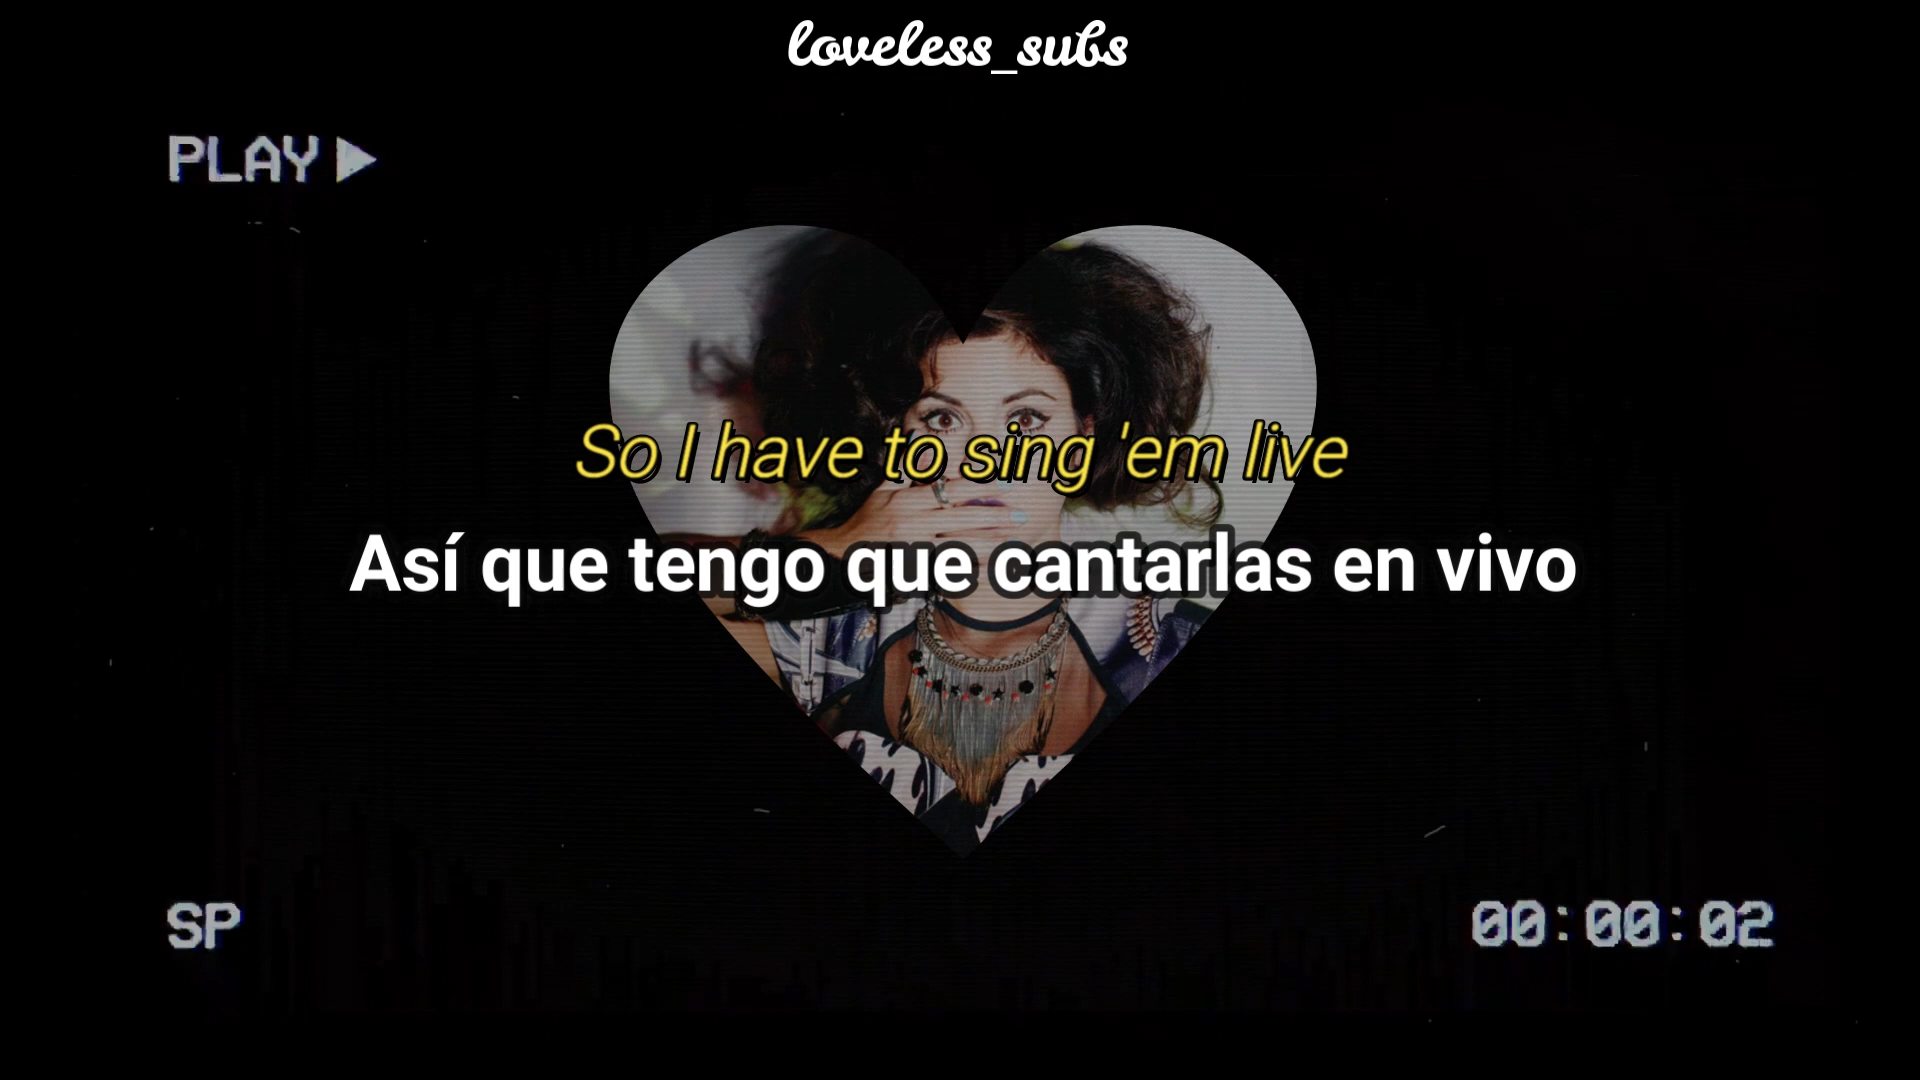 loveless_subs
PLAY ▶
So I have to sing 'em live
Así que tengo que cantarlas en vivo
SP
00:00:02